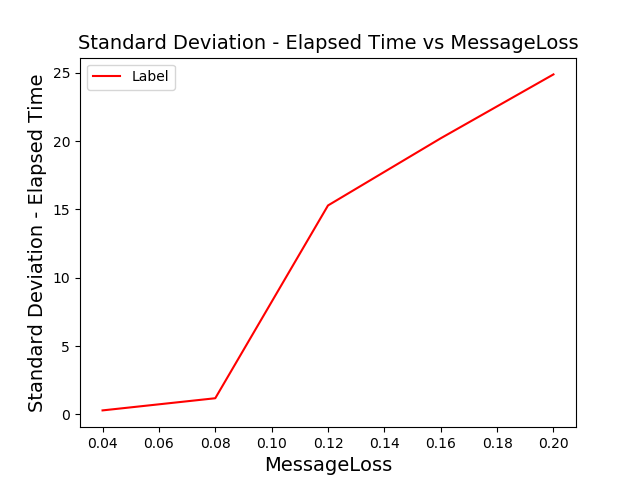 Standard Deviation - Elapsed Time vs MessageLoss
Label
Standard Deviation - Elapsed Time
25
20
15
10
5
0
0.04 0.06 0.08 0.10 0.12 0.14 0.16 0.18 0.20
MessageLoss